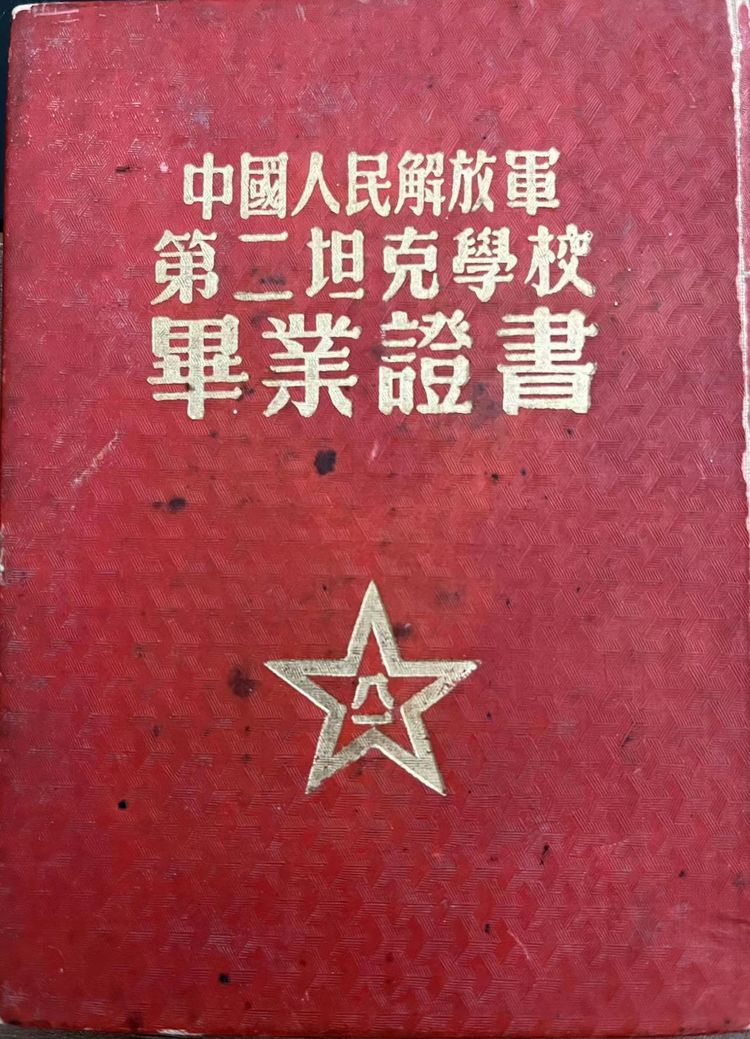 中國人民解放軍
第二坦克學校
畢業證書
八一